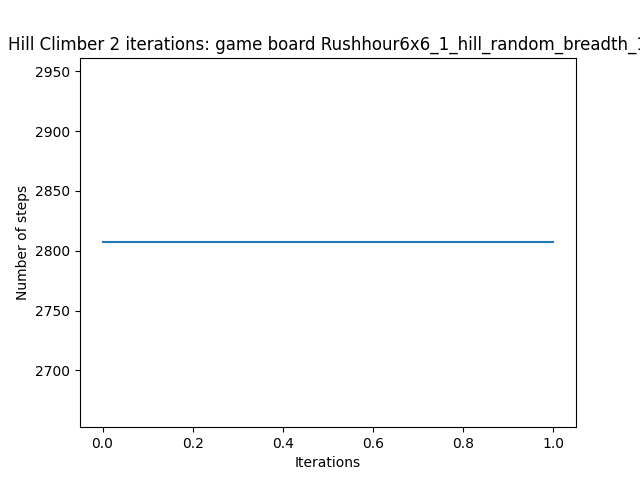 Hill Climber 2 iterations: game board Rushhour6x6_1_hill_random_breadth_1
2950
2900
2850
2800
2750
2700
Number of steps
0.0 0.2 0.4 0.6 0.8 1.0
Iterations